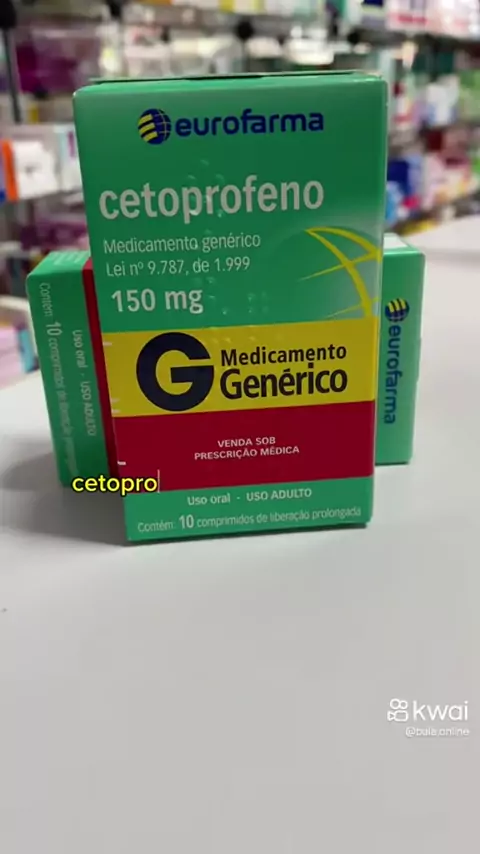 eurofarma
cetoprofeno
Medicamento genérico
Lei nº 9.787, de 1.999
150 mg
G Medicamento
Genérico
VENDA SOB
PRESCRIÇÃO MÉDICA
Uso oral - USO ADULTO
Contém: 10 comprimidos de liberação prolongada
Uso oral - USO ADULTO
Contém: 10 comprimidos de liberação prolongada
eurofarma
cetopro
kwai
@bula.online